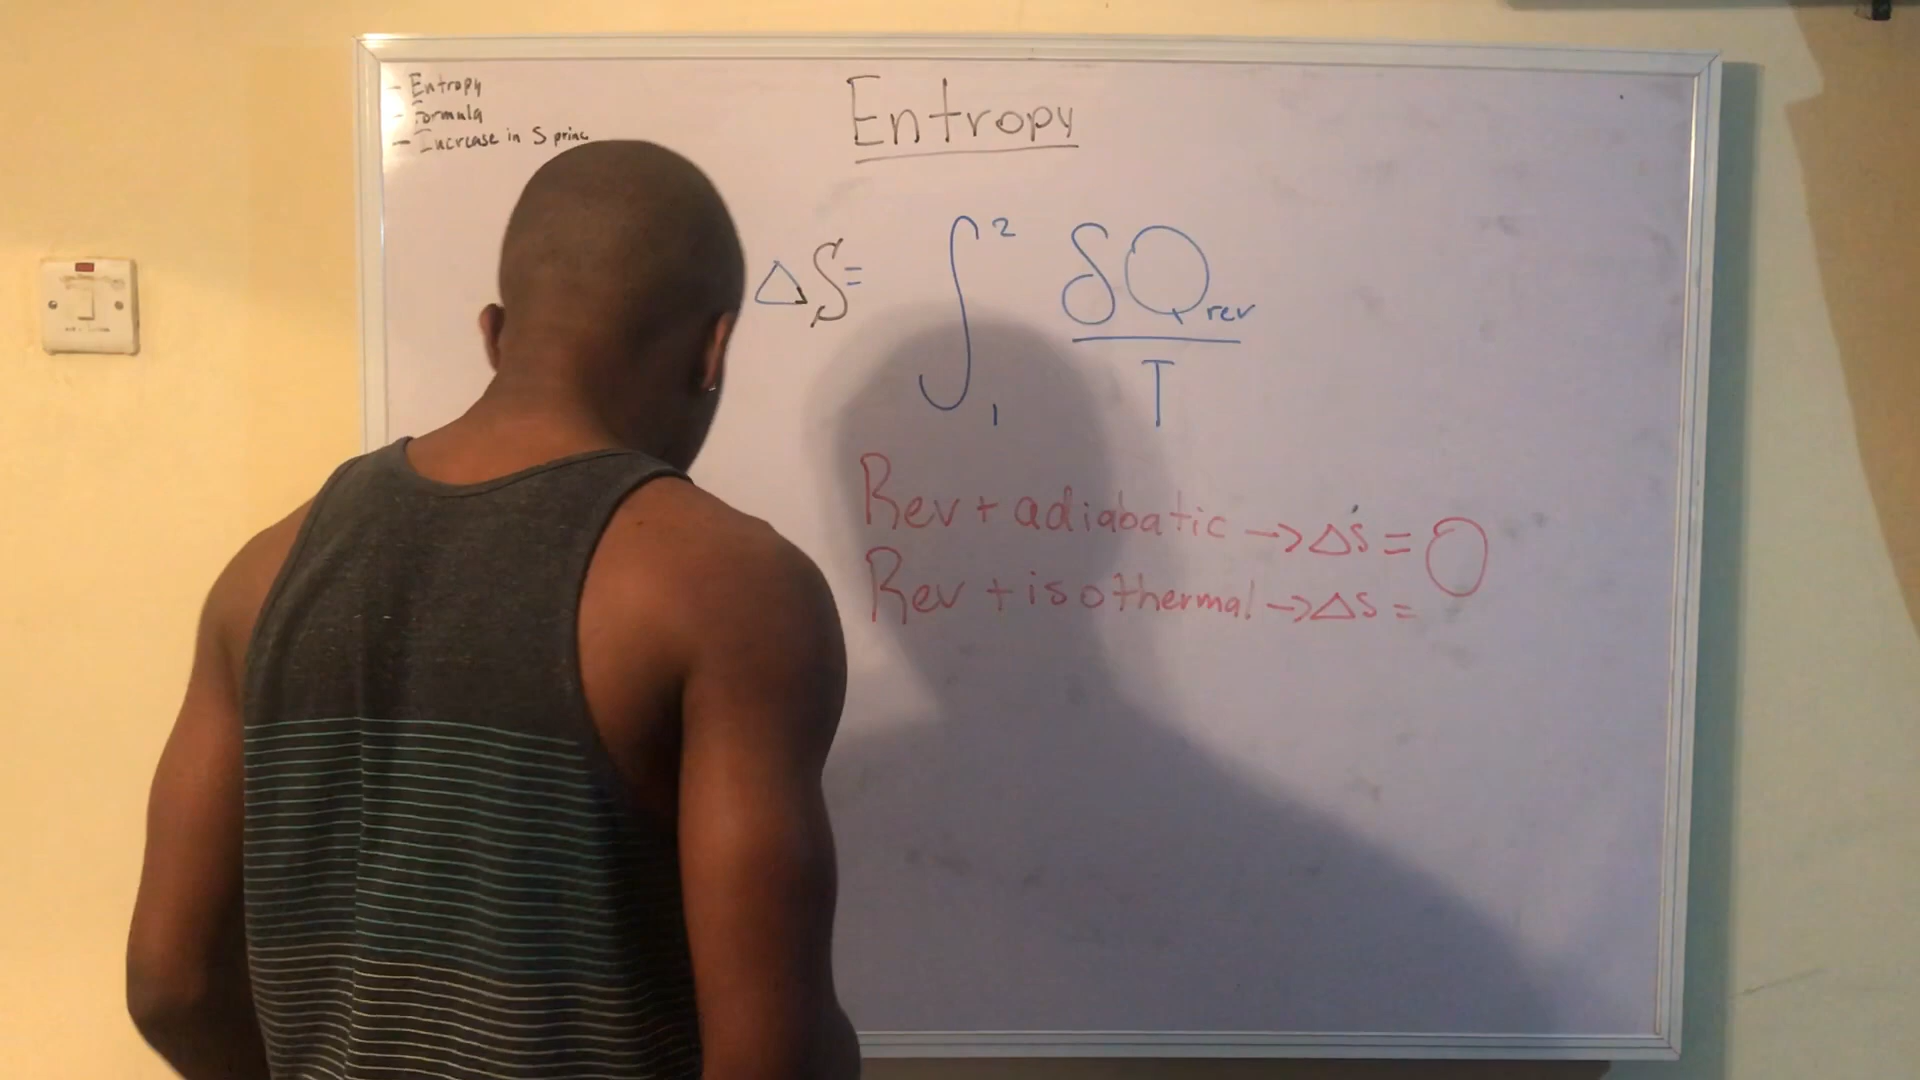 - Entropy
- Formula
- Increase in S princ
Entropy
ΔS = ∫₁² δQrev / T
Rev + adiabatic -> ΔS = 0
Rev + isothermal -> ΔS =